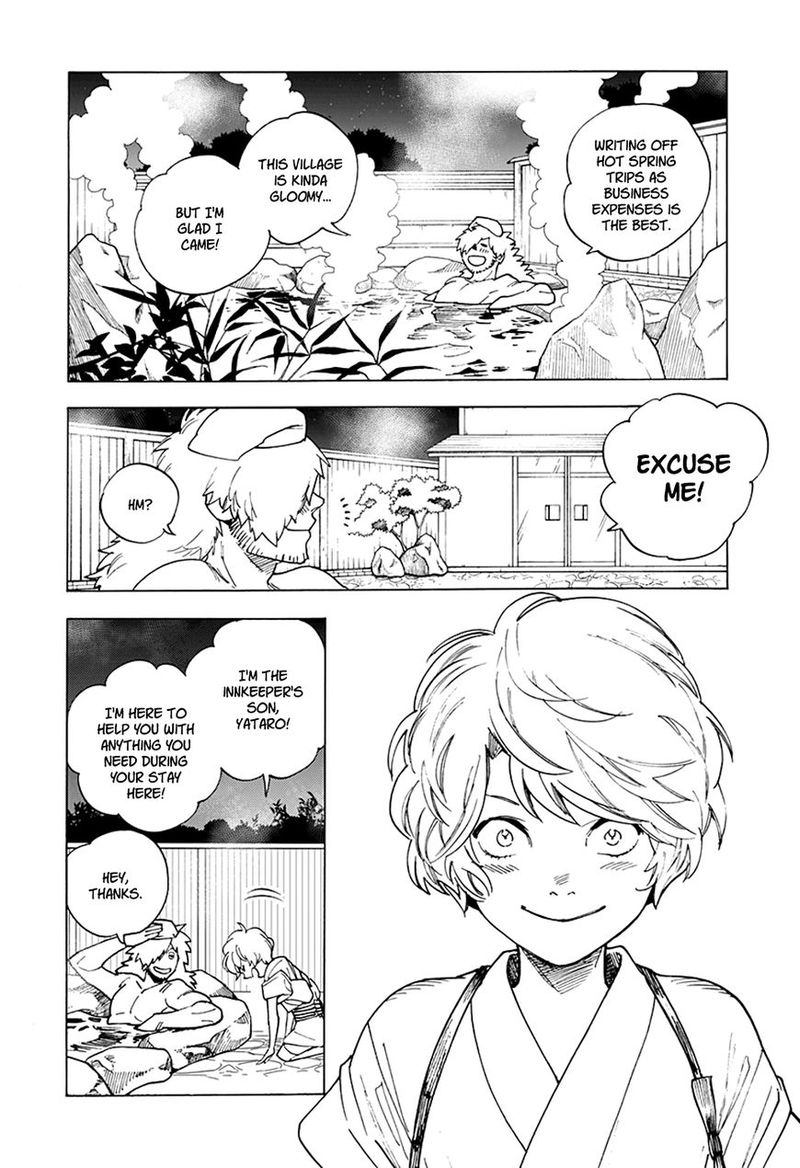 WRITING OFF
HOT SPRING
TRIPS AS
BUSINESS
EXPENSES IS
THE BEST.
THIS VILLAGE
IS KINDA
GLOOMY...
BUT I'M
GLAD I
CAME!
EXCUSE
ME!
HM?
I'M THE
INNKEEPER'S
SON,
YATARO!
I'M HERE TO
HELP YOU WITH
ANYTHING YOU
NEED DURING
YOUR STAY
HERE!
HEY,
THANKS.